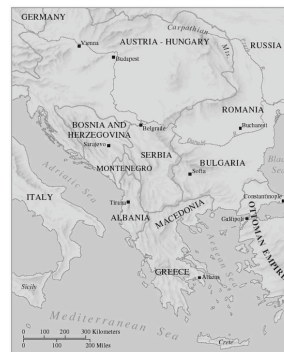 GERMANY
Carpathian
Mts.
Vienna
AUSTRIA - HUNGARY
RUSSIA
Budapest
ROMANIA
BOSNIA AND
HERZEGOVINA
Belgrade
Bucharest
Sarajevo
SERBIA
Adriatic Sea
MONTENEGRO
BULGARIA
Sofia
Constantinople
ITALY
Tirana
MACEDONIA
ALBANIA
Gallipoli
OTTOMAN EMPIRE
Aegean Sea
GREECE
Athens
Sicily
Mediterranean Sea
0 100 200 300 Kilometers
0 100 200 Miles
Crete